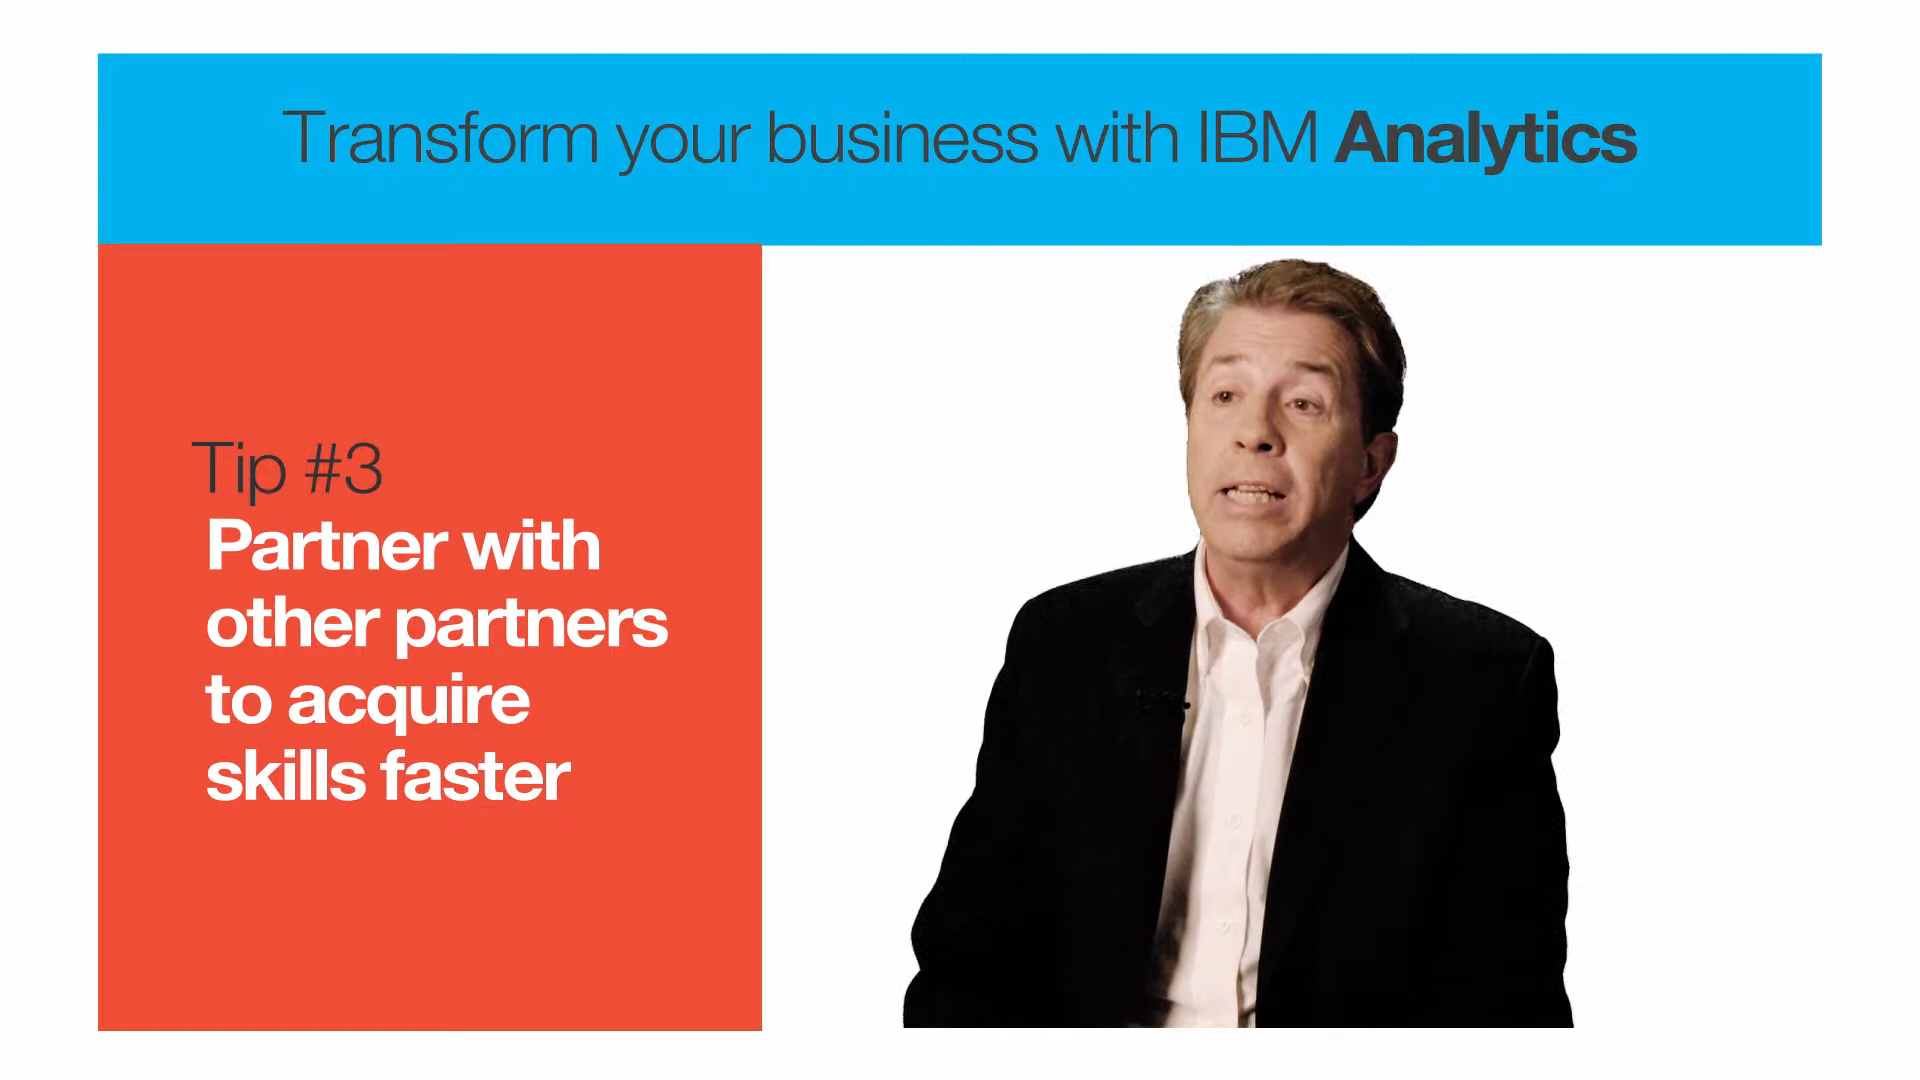 Transform your business with IBM Analytics
Tip #3
Partner with
other partners
to acquire
skills faster